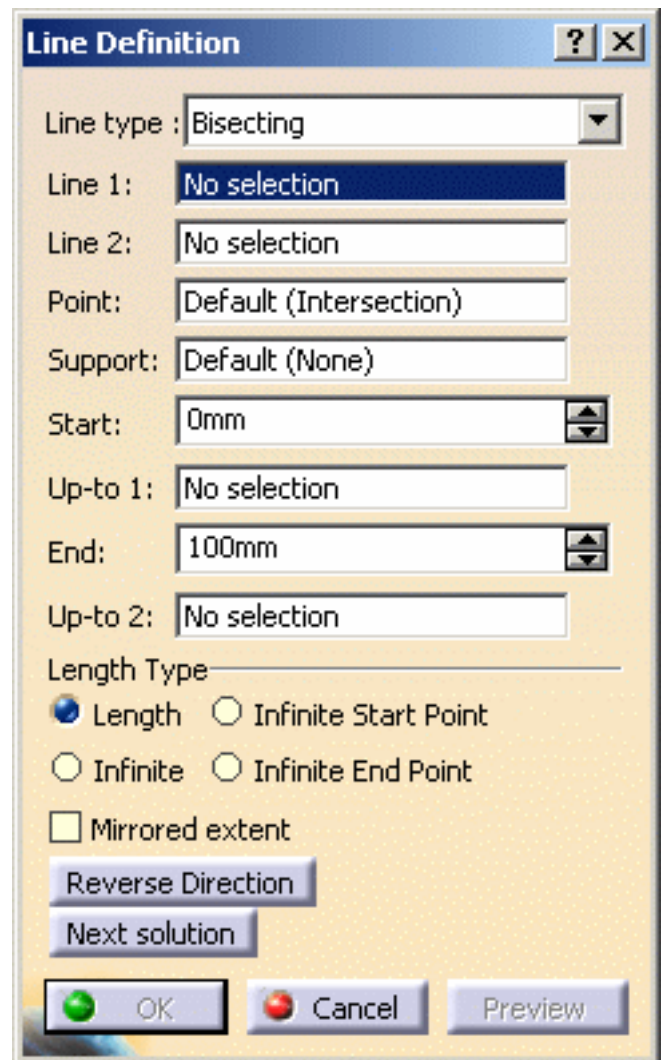 Line Definition
Line type : Bisecting
Line 1: No selection
Line 2: No selection
Point: Default (Intersection)
Support: Default (None)
Start: 0mm
Up-to 1: No selection
End: 100mm
Up-to 2: No selection
Length Type
Length Infinite Start Point
Infinite Infinite End Point
Mirrored extent
Reverse Direction
Next solution
OK Cancel Preview